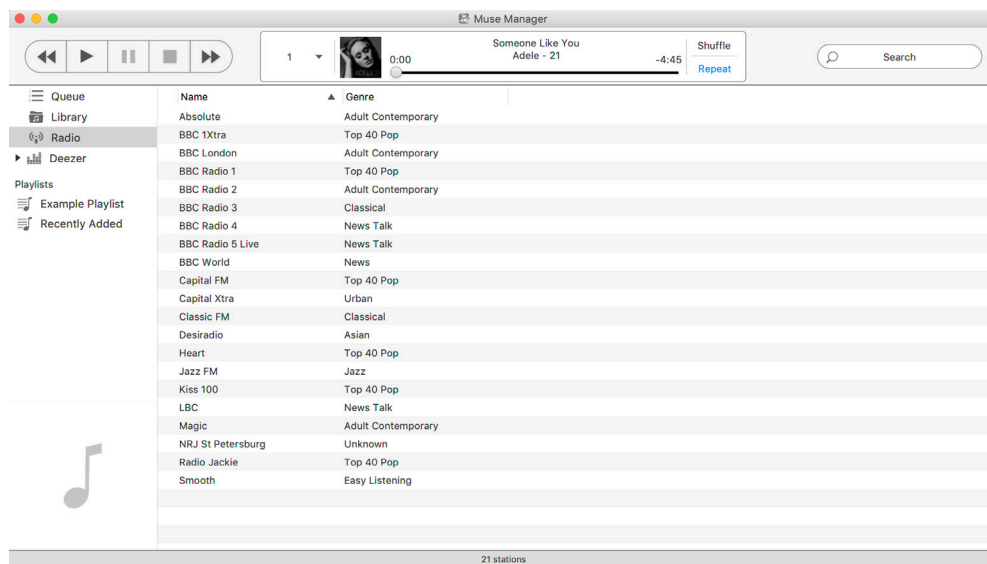 Muse Manager
1
0:00
Someone Like You
Adele - 21
-4:45
Shuffle
Repeat
Search
Queue
Library
Radio
Deezer
Playlists
Example Playlist
Recently Added
Name Genre
Absolute Adult Contemporary
BBC 1Xtra Top 40 Pop
BBC London Adult Contemporary
BBC Radio 1 Top 40 Pop
BBC Radio 2 Adult Contemporary
BBC Radio 3 Classical
BBC Radio 4 News Talk
BBC Radio 5 Live News Talk
BBC World News
Capital FM Top 40 Pop
Capital Xtra Urban
Classic FM Classical
Desiradio Asian
Heart Top 40 Pop
Jazz FM Jazz
Kiss 100 Top 40 Pop
LBC News Talk
Magic Adult Contemporary
NRJ St Petersburg Unknown
Radio Jackie Top 40 Pop
Smooth Easy Listening
21 stations